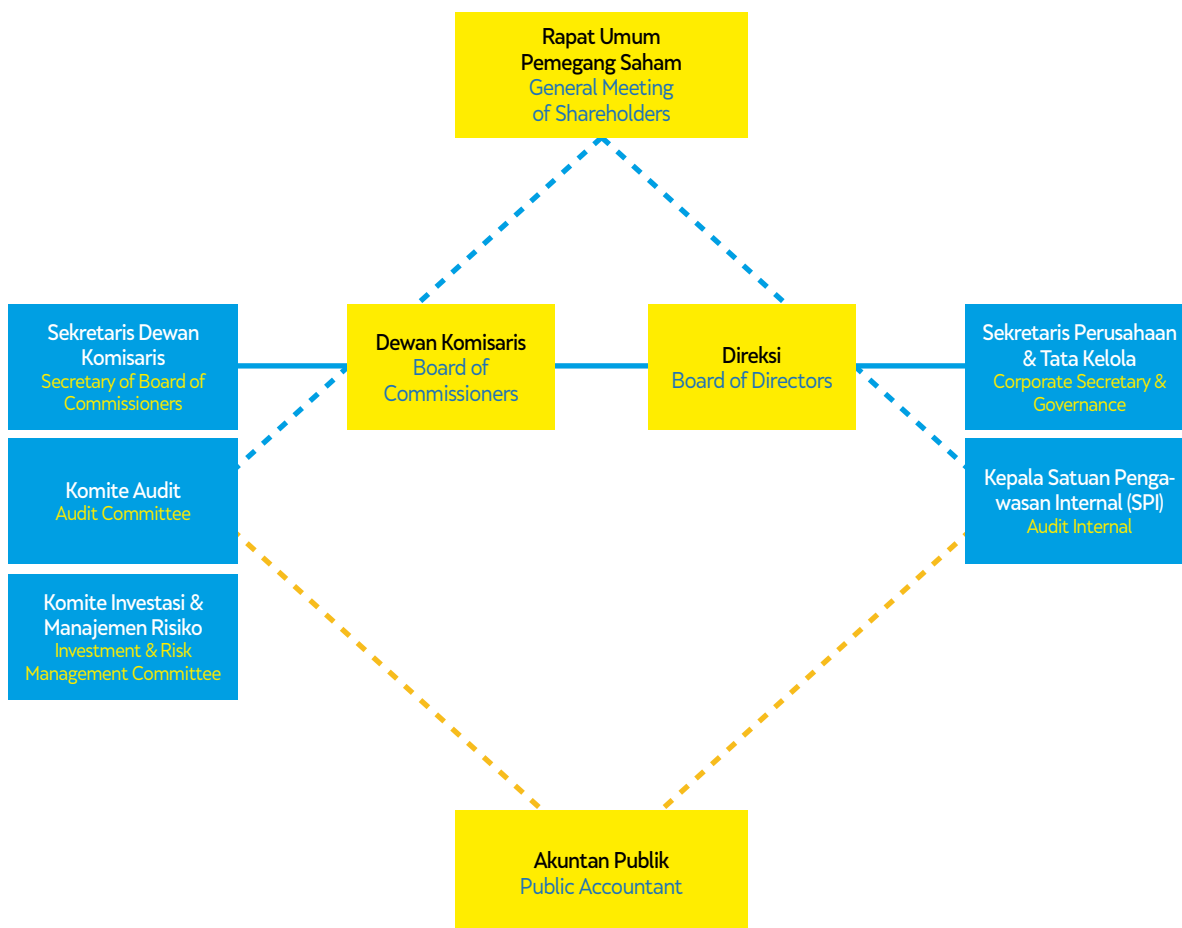 Rapat Umum
Pemegang Saham
General Meeting
of Shareholders
Sekretaris Dewan
Komisaris
Secretary of Board of
Commissioners
Dewan Komisaris
Board of
Commissioners
Direksi
Board of Directors
Sekretaris Perusahaan
& Tata Kelola
Corporate Secretary &
Governance
Komite Audit
Audit Committee
Kepala Satuan Penga-
wasan Internal (SPI)
Audit Internal
Komite Investasi &
Manajemen Risiko
Investment & Risk
Management Committee
Akuntan Publik
Public Accountant